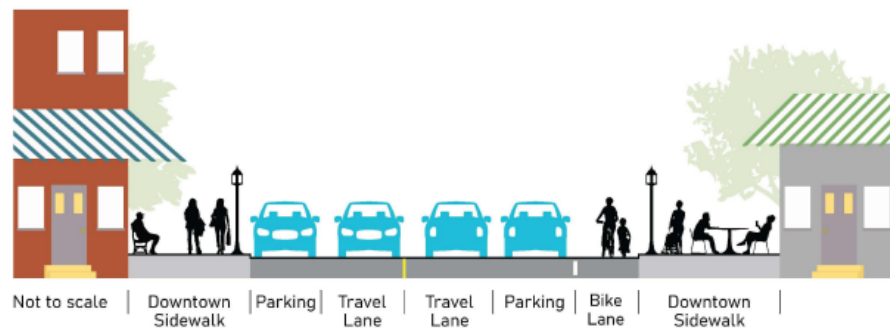 Not to scale
Downtown
Sidewalk
Parking
Travel
Lane
Travel
Lane
Parking
Bike
Lane
Downtown
Sidewalk